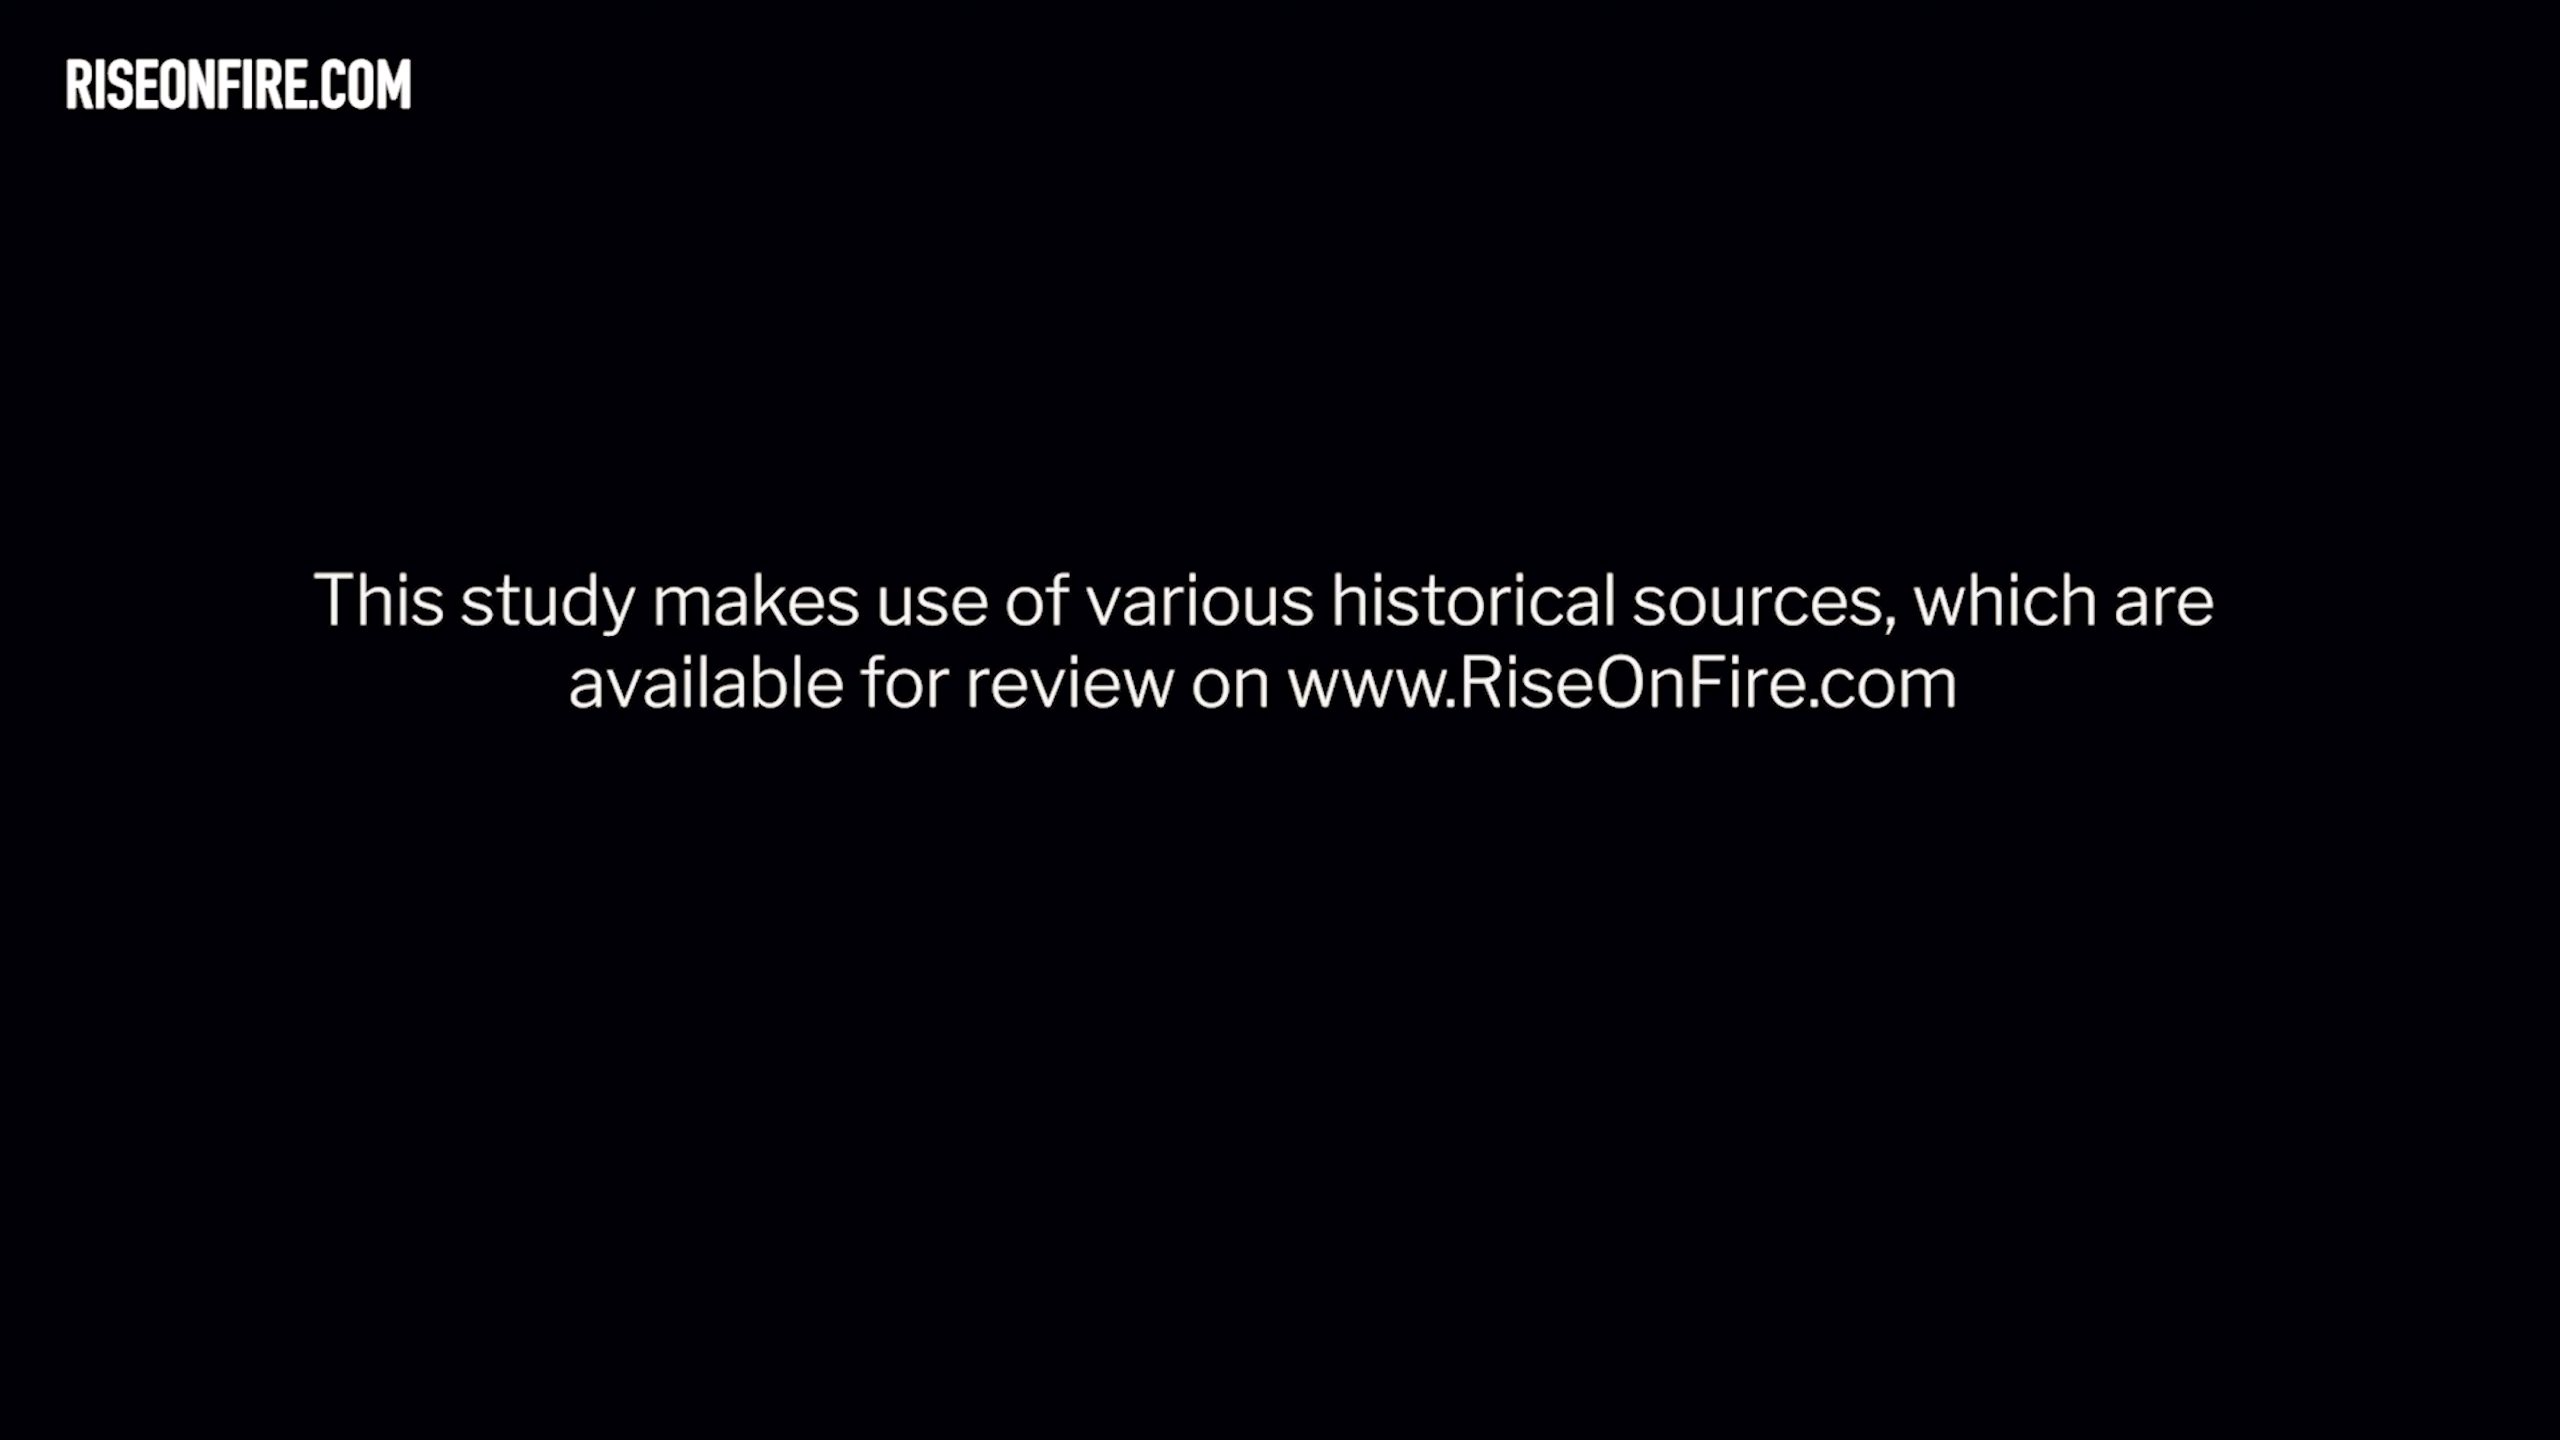 RISEONFIRE.COM
This study makes use of various historical sources, which are
available for review on www.RiseOnFire.com